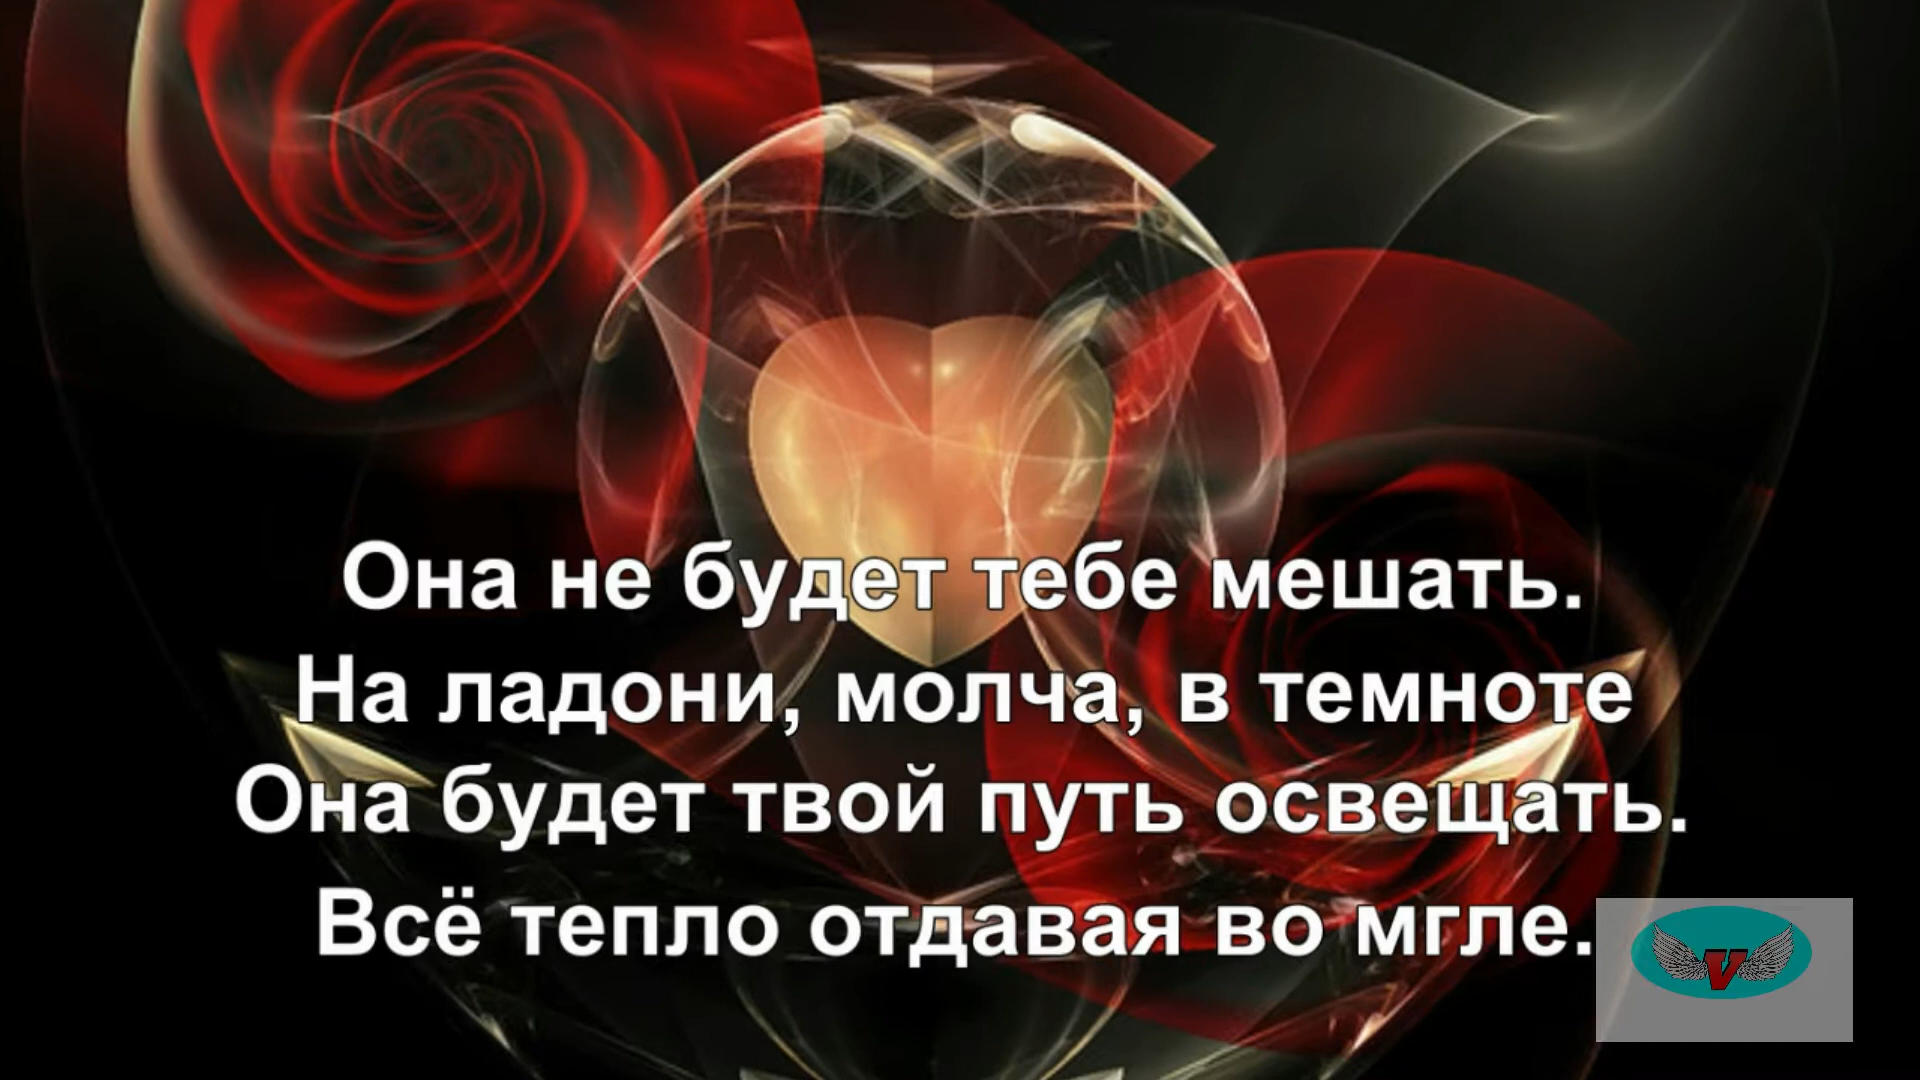 Она не будет тебе мешать.
На ладони, молча, в темноте
Она будет твой путь освещать.
Всё тепло отдавая во мгле.
V